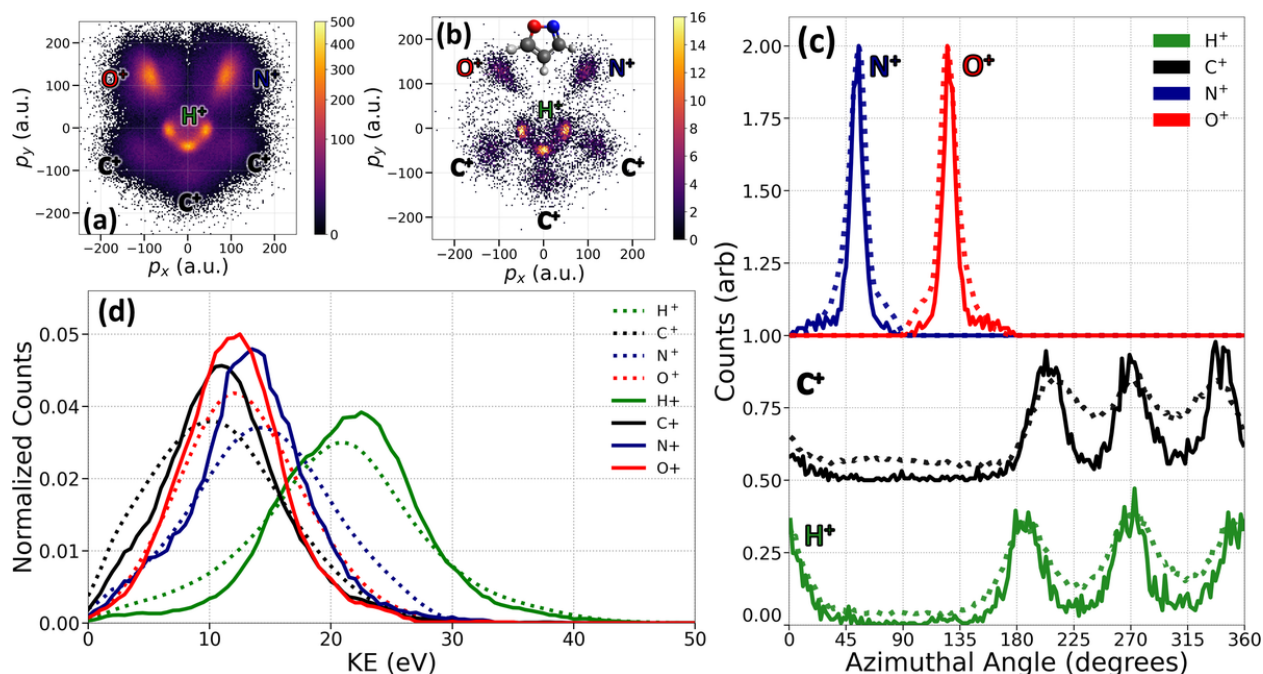 (a)
O⁺
N⁺
H⁺
C⁺
C⁺
C⁺
200
100
0
−100
−200
p_y (a.u.)
−200 −100 0 100 200
p_x (a.u.)
500
400
300
200
100
0
(b)
O⁺
N⁺
H⁺
C⁺
C⁺
C⁺
200
100
0
−100
−200
p_y (a.u.)
−200 −100 0 100 200
p_x (a.u.)
16
14
12
10
8
6
4
2
0
(c)
N⁺
O⁺
H⁺
C⁺
N⁺
O⁺
C⁺
H⁺
2.00
1.75
1.50
1.25
1.00
0.75
0.50
0.25
0.00
Counts (arb)
0 45 90 135 180 225 270 315 360
Azimuthal Angle (degrees)
(d)
H⁺
C⁺
N⁺
O⁺
H+
C+
N+
O+
0.05
0.04
0.02
0.01
0.00
Normalized Counts
0 10 20 30 40 50
KE (eV)